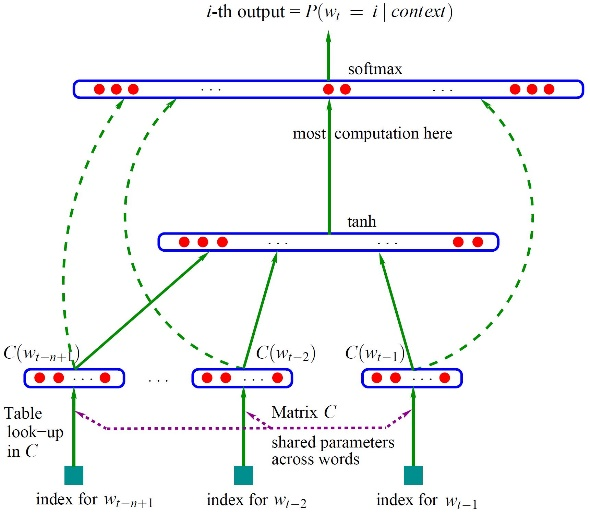 i-th output = P(w_t = i | context)
softmax
. . .
. . .
most computation here
tanh
. . .
. . .
C(w_{t−n+1})
C(w_{t−2})
C(w_{t−1})
. . .
. . .
. . .
. . .
Table
look−up
in C
Matrix C
shared parameters
across words
index for w_{t−n+1}
index for w_{t−2}
index for w_{t−1}